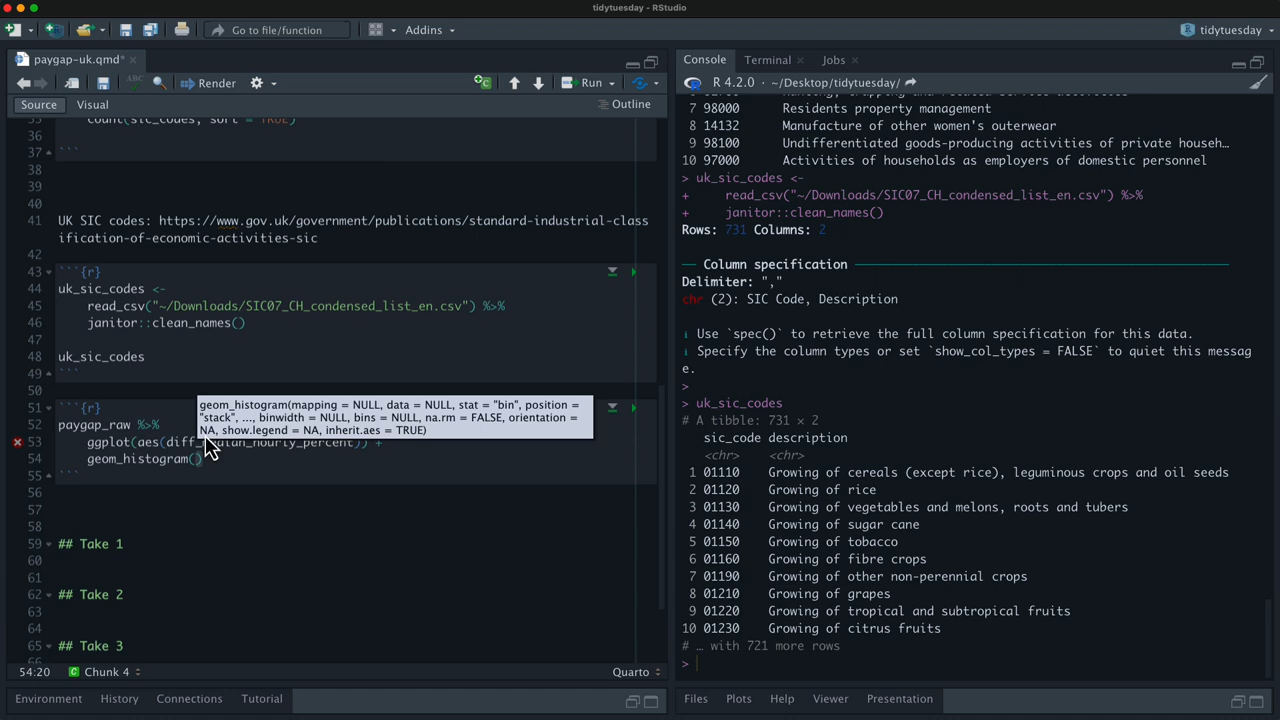 tidytuesday - RStudio
Go to file/function
Addins
tidytuesday
paygap-uk.qmd*
ABC
Render
Run
Source
Visual
Outline
35 count(sic_codes, sort = TRUE)
36
37 ```
38
39
40
41 UK SIC codes: https://www.gov.uk/government/publications/standard-industrial-class
ification-of-economic-activities-sic
42
43 ```{r}
44 uk_sic_codes <-
45 read_csv("~/Downloads/SIC07_CH_condensed_list_en.csv") %>%
46 janitor::clean_names()
47
48 uk_sic_codes
49 ```
50
51 ```{r}
52 paygap_raw %>%
geom_histogram(mapping = NULL, data = NULL, stat = "bin", position =
"stack", ..., binwidth = NULL, bins = NULL, na.rm = FALSE, orientation =
NA, show.legend = NA, inherit.aes = TRUE)
53 ggplot(aes(diff_median_hourly_percent)) +
54 geom_histogram()
55 ```
56
57
58
59 ## Take 1
60
61
62 ## Take 2
63
64
65 ## Take 3
66
54:20 Chunk 4 Quarto
Environment History Connections Tutorial
Console Terminal Jobs
R 4.2.0 · ~/Desktop/tidytuesday/
7 98000 Residents property management
8 14132 Manufacture of other women's outerwear
9 98100 Undifferentiated goods-producing activities of private househ…
10 97000 Activities of households as employers of domestic personnel
> uk_sic_codes <-
+ read_csv("~/Downloads/SIC07_CH_condensed_list_en.csv") %>%
+ janitor::clean_names()
Rows: 731 Columns: 2
── Column specification ──
Delimiter: ","
chr (2): SIC Code, Description
ℹ Use `spec()` to retrieve the full column specification for this data.
ℹ Specify the column types or set `show_col_types = FALSE` to quiet this messag
e.
>
> uk_sic_codes
# A tibble: 731 × 2
sic_code description
<chr> <chr>
1 01110 Growing of cereals (except rice), leguminous crops and oil seeds
2 01120 Growing of rice
3 01130 Growing of vegetables and melons, roots and tubers
4 01140 Growing of sugar cane
5 01150 Growing of tobacco
6 01160 Growing of fibre crops
7 01190 Growing of other non-perennial crops
8 01210 Growing of grapes
9 01220 Growing of tropical and subtropical fruits
10 01230 Growing of citrus fruits
# … with 721 more rows
>
Files Plots Help Viewer Presentation